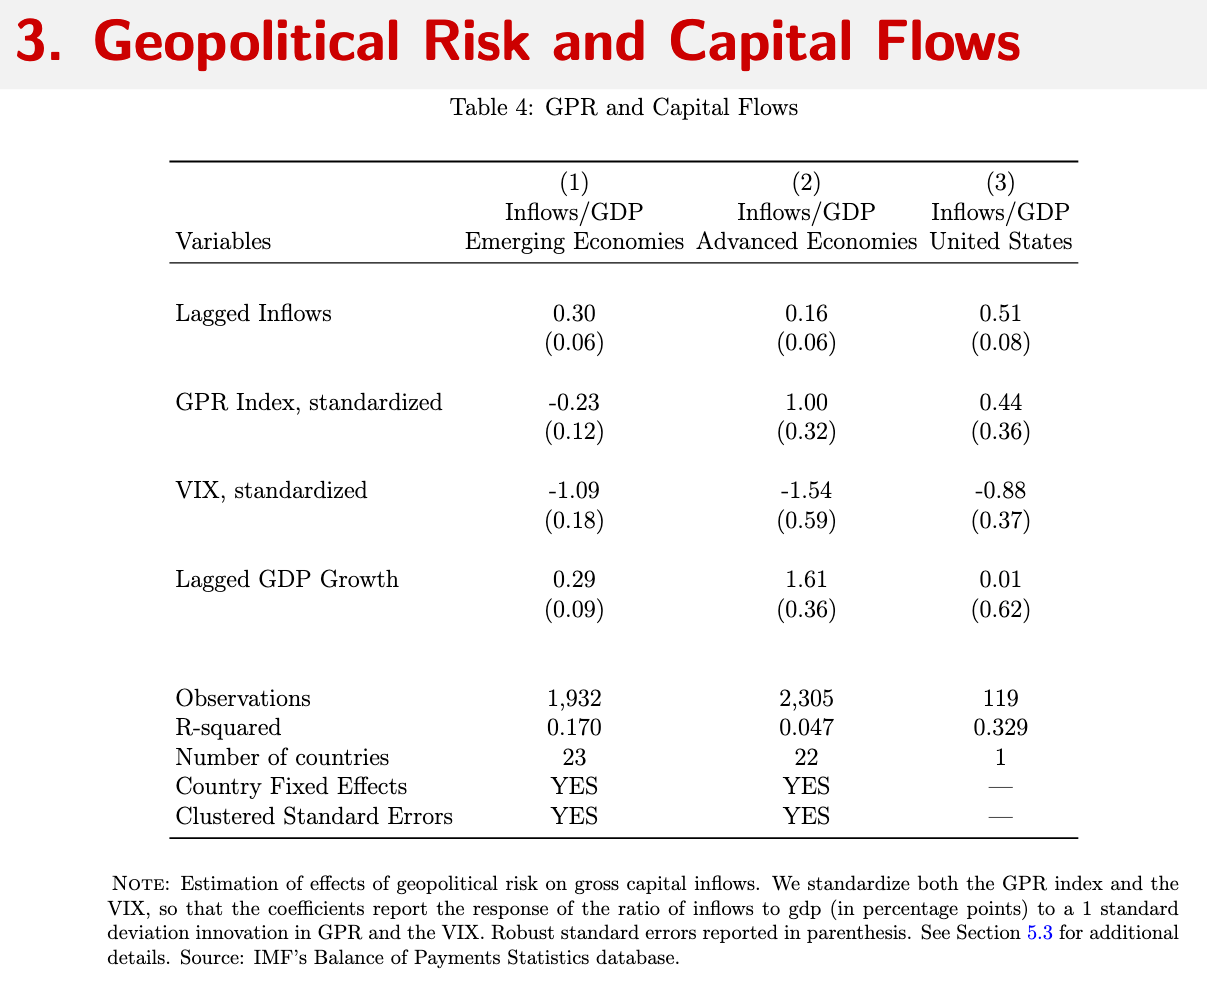 3. Geopolitical Risk and Capital Flows
Table 4: GPR and Capital Flows
(1) (2) (3)
Inflows/GDP Inflows/GDP Inflows/GDP
Variables Emerging Economies Advanced Economies United States
Lagged Inflows 0.30 0.16 0.51
(0.06) (0.06) (0.08)
GPR Index, standardized -0.23 1.00 0.44
(0.12) (0.32) (0.36)
VIX, standardized -1.09 -1.54 -0.88
(0.18) (0.59) (0.37)
Lagged GDP Growth 0.29 1.61 0.01
(0.09) (0.36) (0.62)
Observations 1,932 2,305 119
R-squared 0.170 0.047 0.329
Number of countries 23 22 1
Country Fixed Effects YES YES —
Clustered Standard Errors YES YES —
NOTE: Estimation of effects of geopolitical risk on gross capital inflows. We standardize both the GPR index and the
VIX, so that the coefficients report the response of the ratio of inflows to gdp (in percentage points) to a 1 standard
deviation innovation in GPR and the VIX. Robust standard errors reported in parenthesis. See Section 5.3 for additional
details. Source: IMF's Balance of Payments Statistics database.